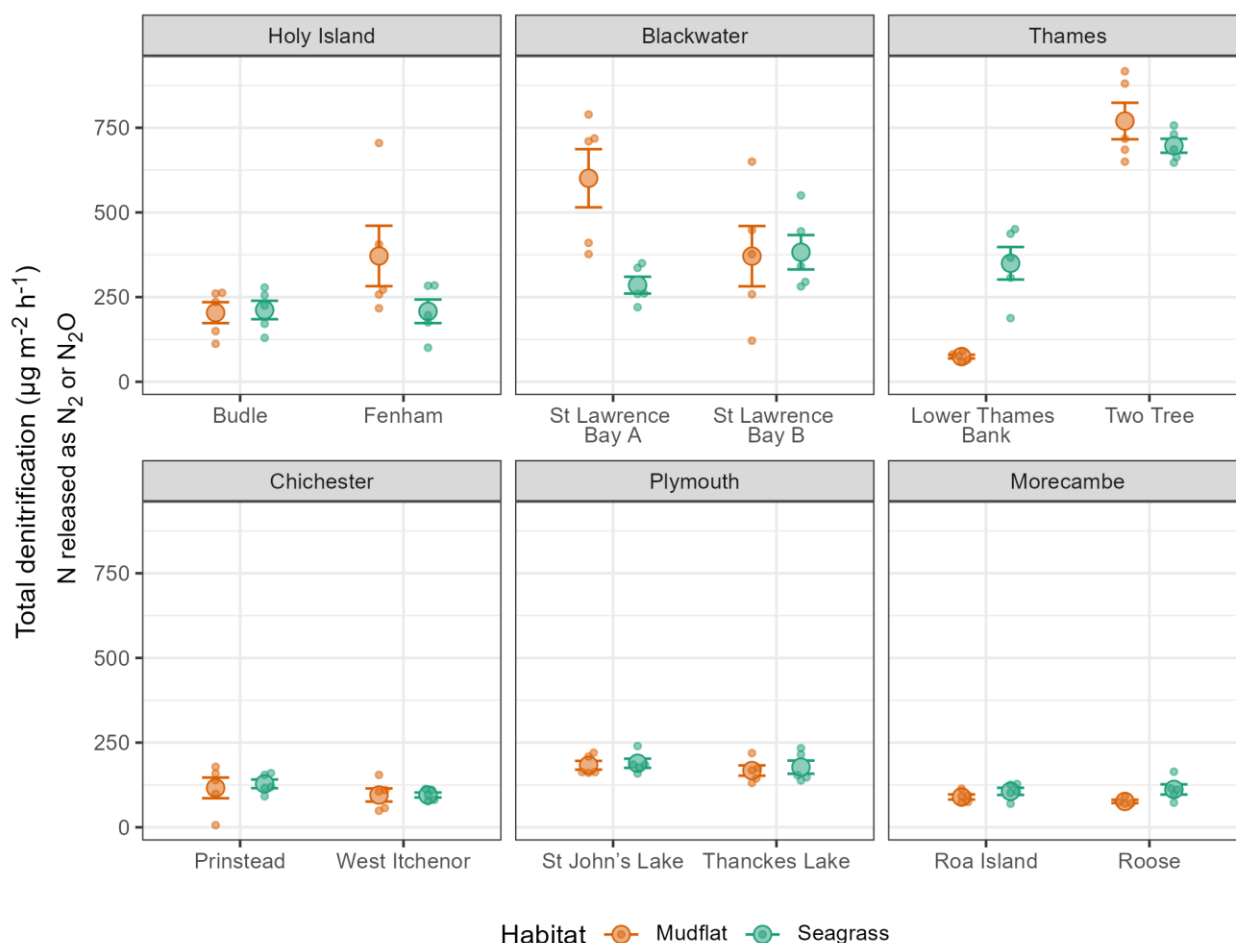 Holy Island
Blackwater
Thames
Total denitrification (µg m⁻² h⁻¹)
N released as N₂ or N₂O
750
500
250
0
Budle
Fenham
St Lawrence
Bay A
St Lawrence
Bay B
Lower Thames
Bank
Two Tree
Chichester
Plymouth
Morecambe
750
500
250
0
Prinstead
West Itchenor
St John’s Lake
Thanckes Lake
Roa Island
Roose
Habitat Mudflat Seagrass